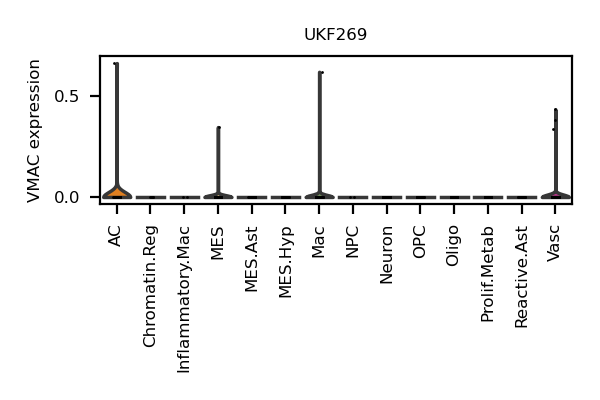 UKF269
VMAC expression
0.5
0.0
AC
Chromatin.Reg
Inflammatory.Mac
MES
MES.Ast
MES.Hyp
Mac
NPC
Neuron
OPC
Oligo
Prolif.Metab
Reactive.Ast
Vasc